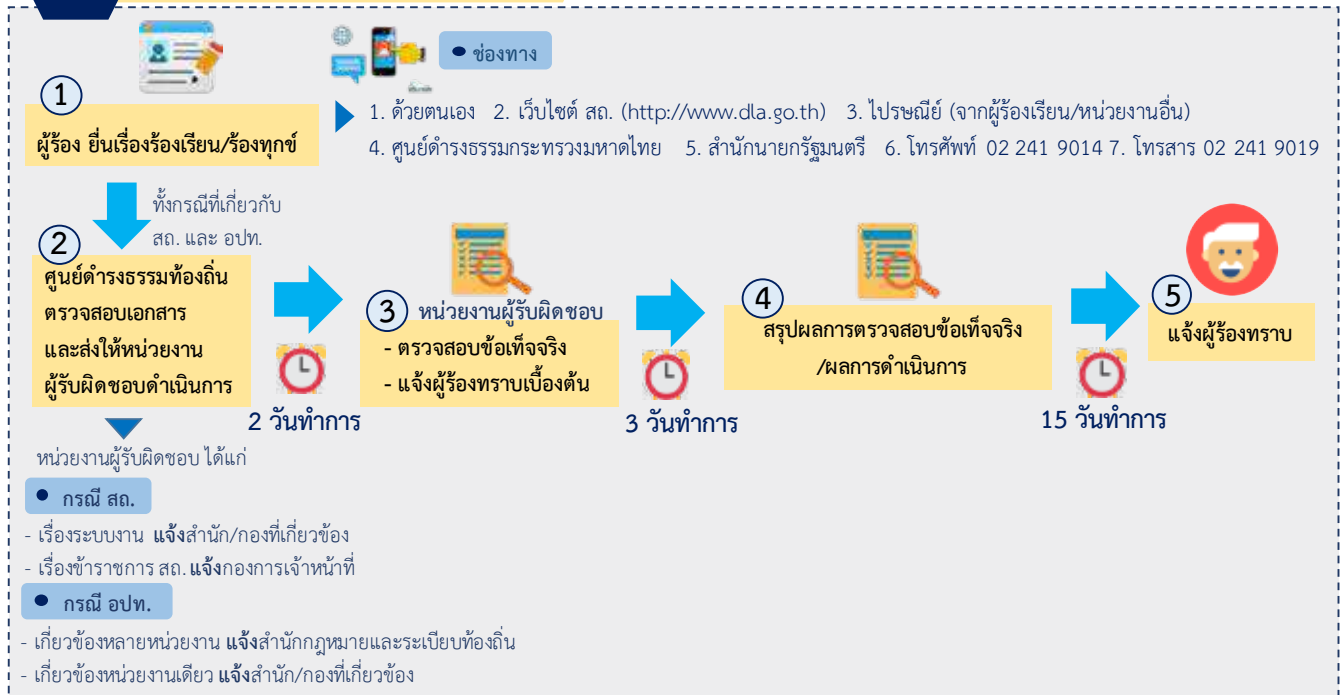 ช่องทาง
1
ผู้ร้อง ยื่นเรื่องร้องเรียน/ร้องทุกข์
1. ด้วยตนเอง 2. เว็บไซต์ สถ. (http://www.dla.go.th) 3. ไปรษณีย์ (จากผู้ร้องเรียน/หน่วยงานอื่น)
4. ศูนย์ดำรงธรรมกระทรวงมหาดไทย 5. สำนักนายกรัฐมนตรี 6. โทรศัพท์ 02 241 9014 7. โทรสาร 02 241 9019
ทั้งกรณีที่เกี่ยวกับ
สถ. และ อปท.
2
ศูนย์ดำรงธรรมท้องถิ่น
ตรวจสอบเอกสาร
และส่งให้หน่วยงาน
ผู้รับผิดชอบดำเนินการ
2 วันทำการ
3 หน่วยงานผู้รับผิดชอบ
- ตรวจสอบข้อเท็จจริง
- แจ้งผู้ร้องทราบเบื้องต้น
3 วันทำการ
4
สรุปผลการตรวจสอบข้อเท็จจริง
/ผลการดำเนินการ
15 วันทำการ
5
แจ้งผู้ร้องทราบ
หน่วยงานผู้รับผิดชอบ ได้แก่
กรณี สถ.
- เรื่องระบบงาน แจ้งสำนัก/กองที่เกี่ยวข้อง
- เรื่องข้าราชการ สถ. แจ้งกองการเจ้าหน้าที่
กรณี อปท.
- เกี่ยวข้องหลายหน่วยงาน แจ้งสำนักกฎหมายและระเบียบท้องถิ่น
- เกี่ยวข้องหน่วยงานเดียว แจ้งสำนัก/กองที่เกี่ยวข้อง